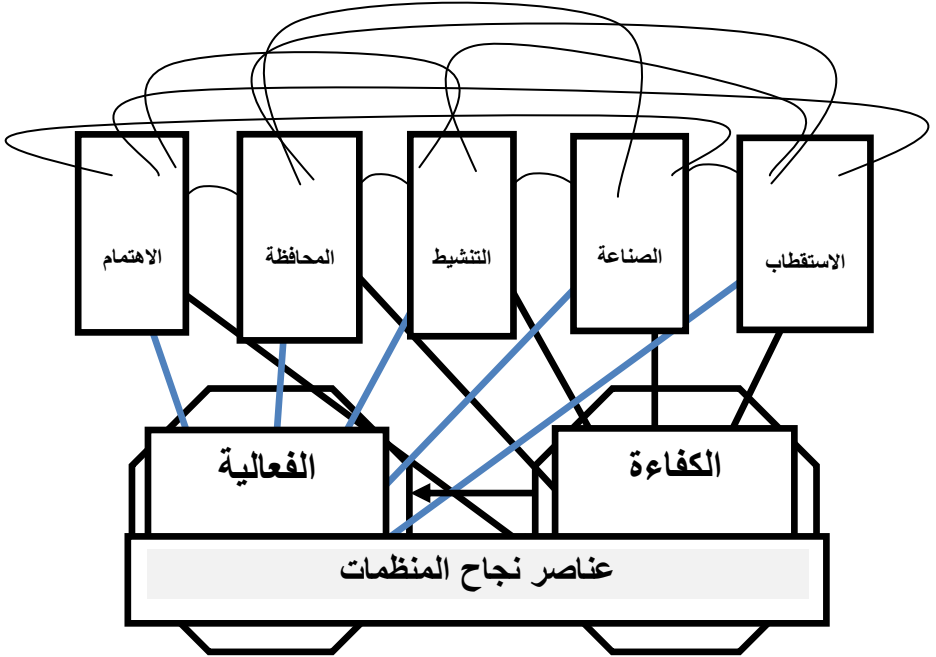 الاستقطاب
الصناعة
التنشيط
المحافظة
الاهتمام
الكفاءة
الفعالية
عناصر نجاح المنظمات